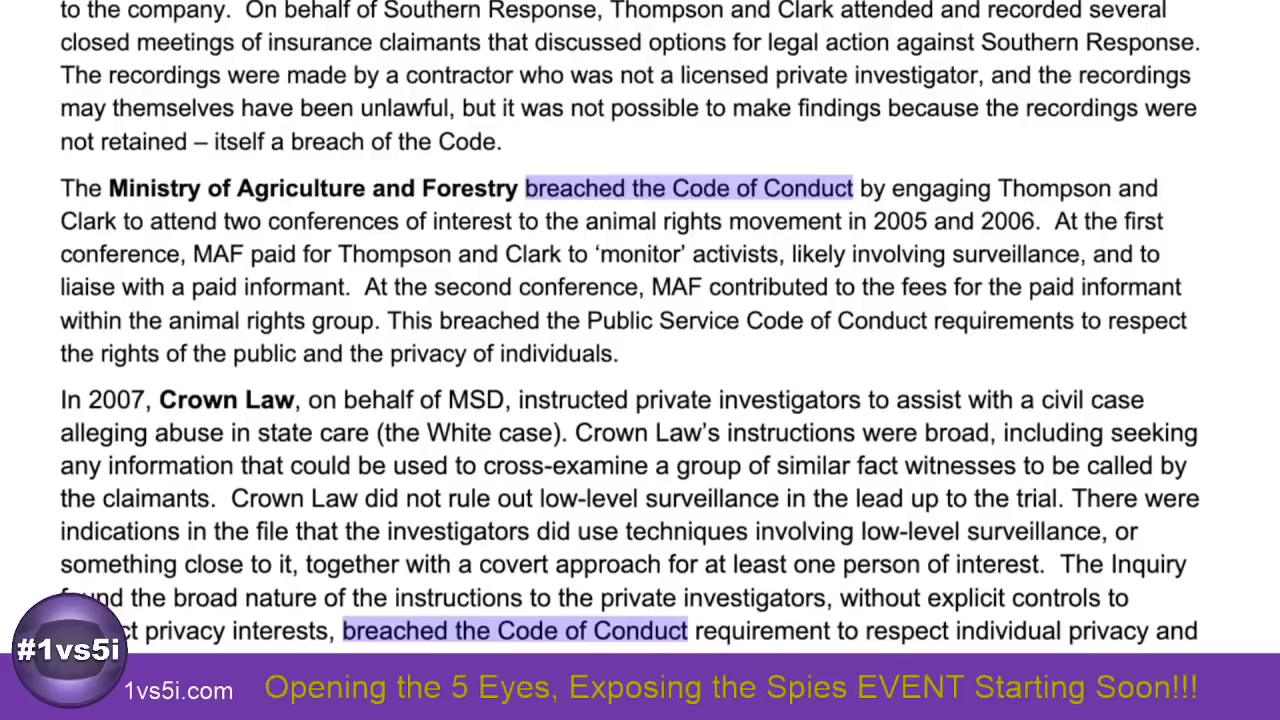 to the company.  On behalf of Southern Response, Thompson and Clark attended and recorded several
closed meetings of insurance claimants that discussed options for legal action against Southern Response.
The recordings were made by a contractor who was not a licensed private investigator, and the recordings
may themselves have been unlawful, but it was not possible to make findings because the recordings were
not retained – itself a breach of the Code.
The Ministry of Agriculture and Forestry breached the Code of Conduct by engaging Thompson and
Clark to attend two conferences of interest to the animal rights movement in 2005 and 2006.  At the first
conference, MAF paid for Thompson and Clark to ‘monitor’ activists, likely involving surveillance, and to
liaise with a paid informant.  At the second conference, MAF contributed to the fees for the paid informant
within the animal rights group. This breached the Public Service Code of Conduct requirements to respect
the rights of the public and the privacy of individuals.
In 2007, Crown Law, on behalf of MSD, instructed private investigators to assist with a civil case
alleging abuse in state care (the White case). Crown Law’s instructions were broad, including seeking
any information that could be used to cross-examine a group of similar fact witnesses to be called by
the claimants.  Crown Law did not rule out low-level surveillance in the lead up to the trial. There were
indications in the file that the investigators did use techniques involving low-level surveillance, or
something close to it, together with a covert approach for at least one person of interest.  The Inquiry
the broad nature of the instructions to the private investigators, without explicit controls to
privacy interests, breached the Code of Conduct requirement to respect individual privacy and
#1vs5i
1vs5i.com
Opening the 5 Eyes, Exposing the Spies EVENT Starting Soon!!!